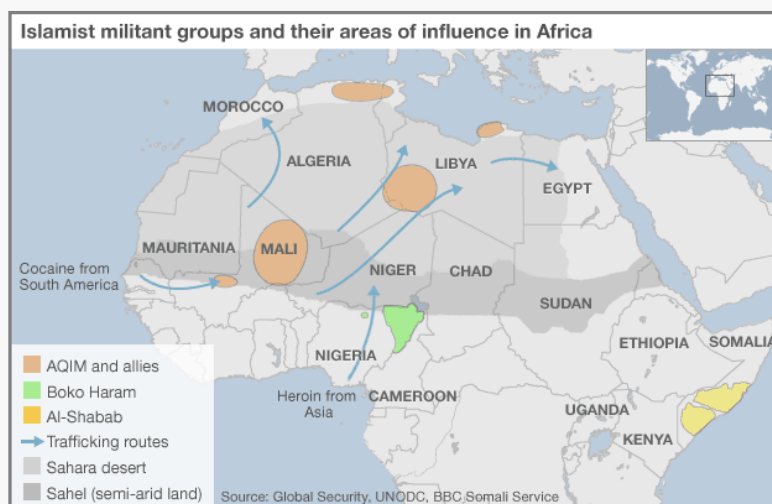 Islamist militant groups and their areas of influence in Africa
MOROCCO
ALGERIA
LIBYA
EGYPT
MAURITANIA
MALI
NIGER
CHAD
SUDAN
Cocaine from
South America
NIGERIA
ETHIOPIA
SOMALIA
Heroin from
Asia
CAMEROON
UGANDA
KENYA
AQIM and allies
Boko Haram
Al-Shabab
Trafficking routes
Sahara desert
Sahel (semi-arid land)
Source: Global Security, UNODC, BBC Somali Service